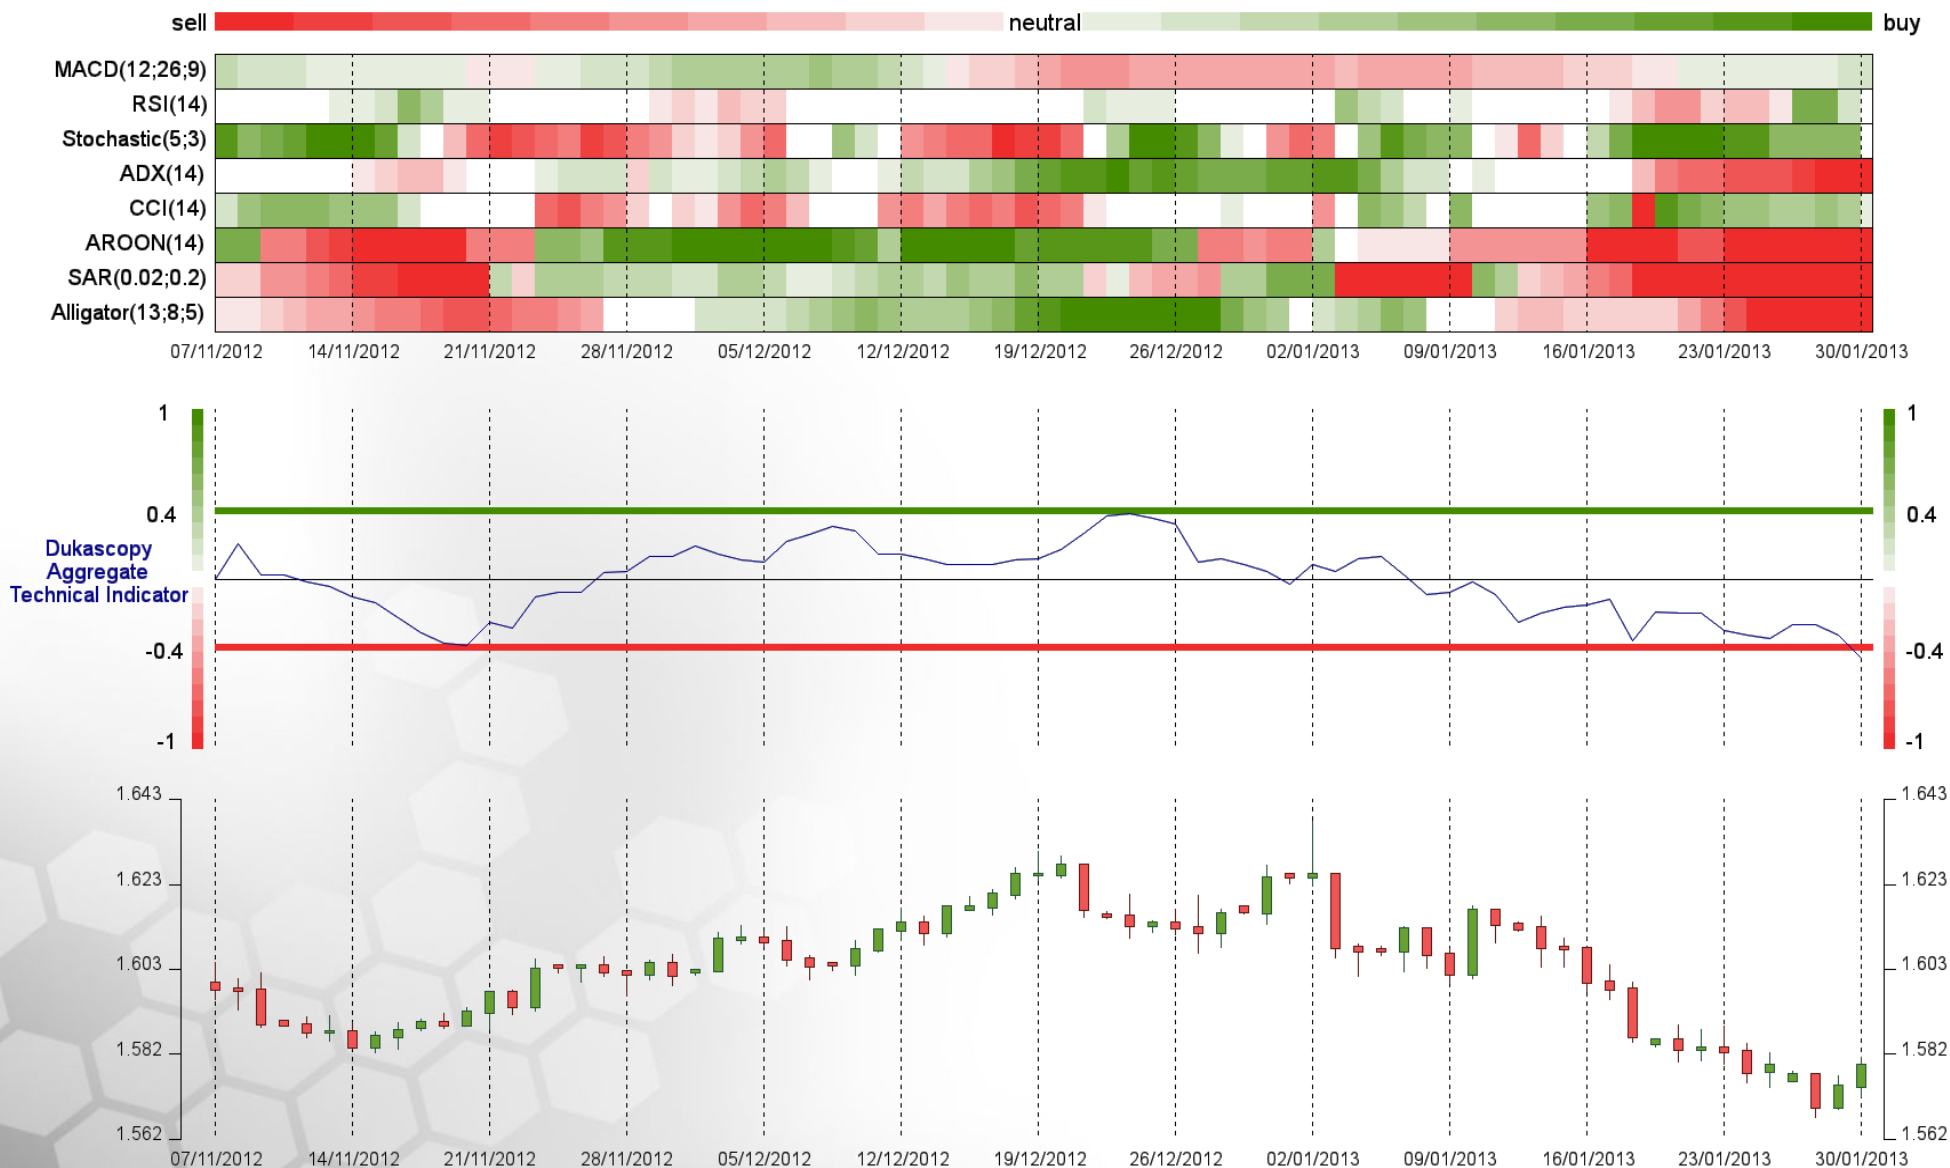 sell neutral buy
MACD(12;26;9)
RSI(14)
Stochastic(5;3)
ADX(14)
CCI(14)
AROON(14)
SAR(0.02;0.2)
Alligator(13;8;5)
07/11/2012 14/11/2012 21/11/2012 28/11/2012 05/12/2012 12/12/2012 19/12/2012 26/12/2012 02/01/2013 09/01/2013 16/01/2013 23/01/2013 30/01/2013
1 1
0.4 0.4
Dukascopy
Aggregate
Technical Indicator
-0.4 -0.4
-1 -1
1.643 1.643
1.623 1.623
1.603 1.603
1.582 1.582
1.562 1.562
07/11/2012 14/11/2012 21/11/2012 28/11/2012 05/12/2012 12/12/2012 19/12/2012 26/12/2012 02/01/2013 09/01/2013 16/01/2013 23/01/2013 30/01/2013